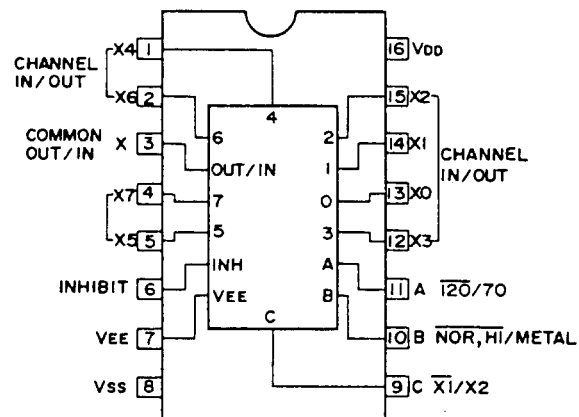 X4 1
16 VDD
CHANNEL
IN/OUT
X6 2
4
15 X2
COMMON
OUT/IN
X 3
6
2
14 X1
OUT/IN
1
CHANNEL
IN/OUT
X7 4
7
0
13 X0
X5 5
5
3
12 X3
INHIBIT 6
INH
A
11 A 120/70
VEE 7
VEE
B
10 B NOR, HI/METAL
C
VSS 8
9 C X1/X2